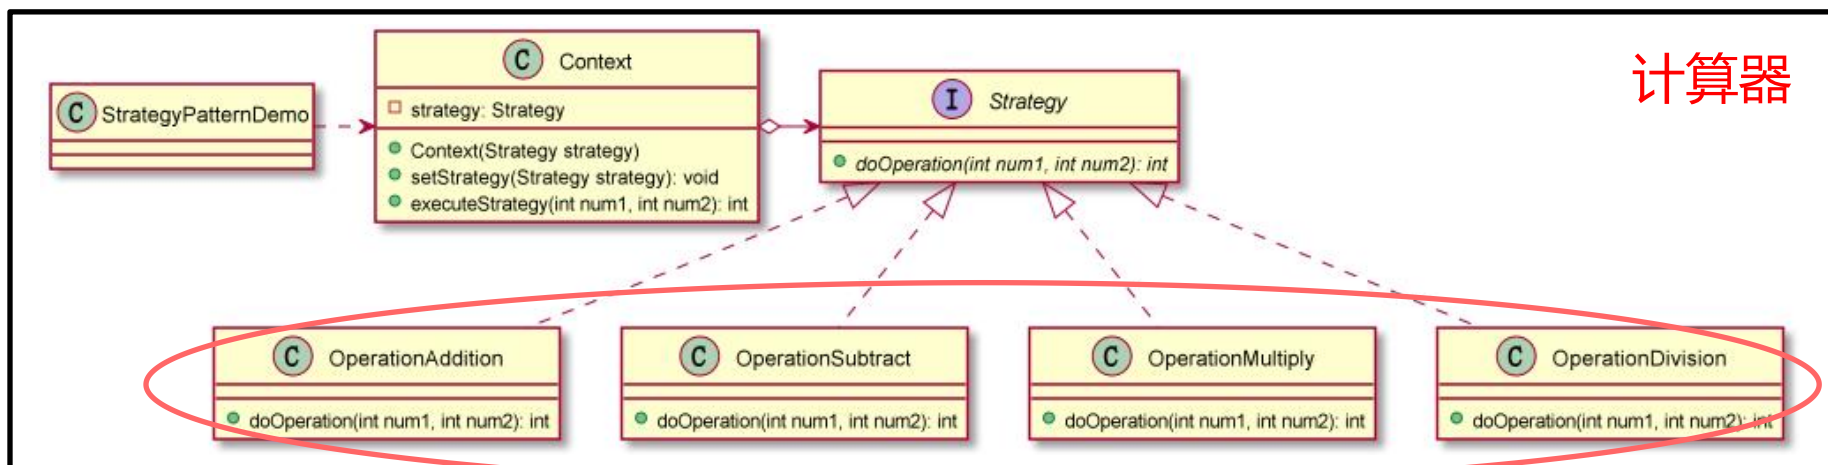 计算器
C StrategyPatternDemo
C Context
strategy: Strategy
Context(Strategy strategy)
setStrategy(Strategy strategy): void
executeStrategy(int num1, int num2): int
I Strategy
doOperation(int num1, int num2): int
C OperationAddition
doOperation(int num1, int num2): int
C OperationSubtract
doOperation(int num1, int num2): int
C OperationMultiply
doOperation(int num1, int num2): int
C OperationDivision
doOperation(int num1, int num2): int